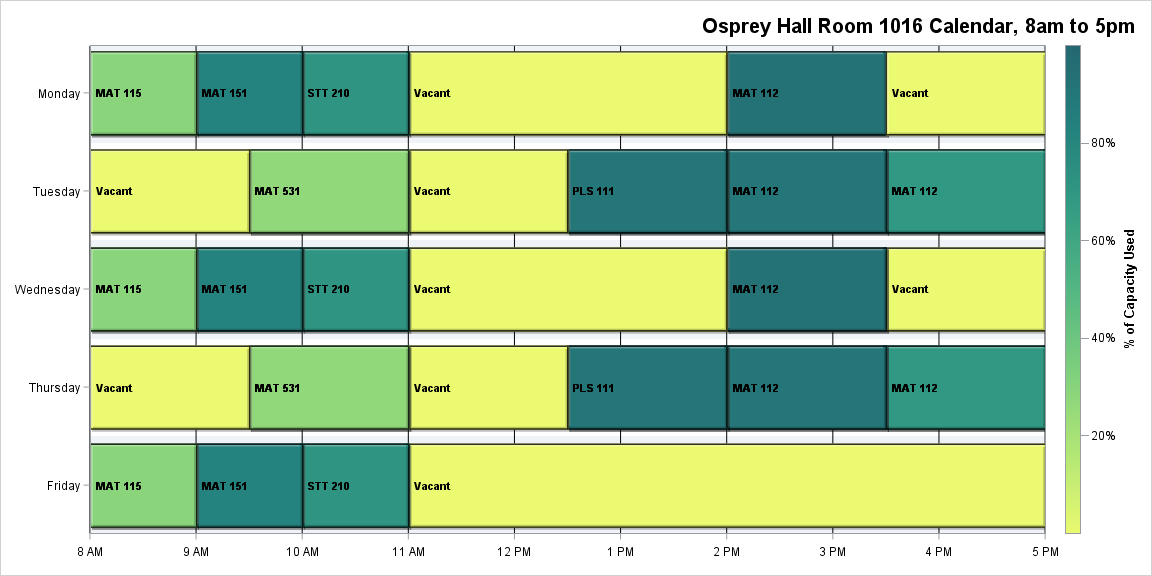 Osprey Hall Room 1016 Calendar, 8am to 5pm
Monday
MAT 115
MAT 151
STT 210
Vacant
MAT 112
Vacant
Tuesday
Vacant
MAT 531
Vacant
PLS 111
MAT 112
MAT 112
Wednesday
MAT 115
MAT 151
STT 210
Vacant
MAT 112
Vacant
Thursday
Vacant
MAT 531
Vacant
PLS 111
MAT 112
MAT 112
Friday
MAT 115
MAT 151
STT 210
Vacant
8 AM
9 AM
10 AM
11 AM
12 PM
1 PM
2 PM
3 PM
4 PM
5 PM
80%
60%
40%
20%
% of Capacity Used